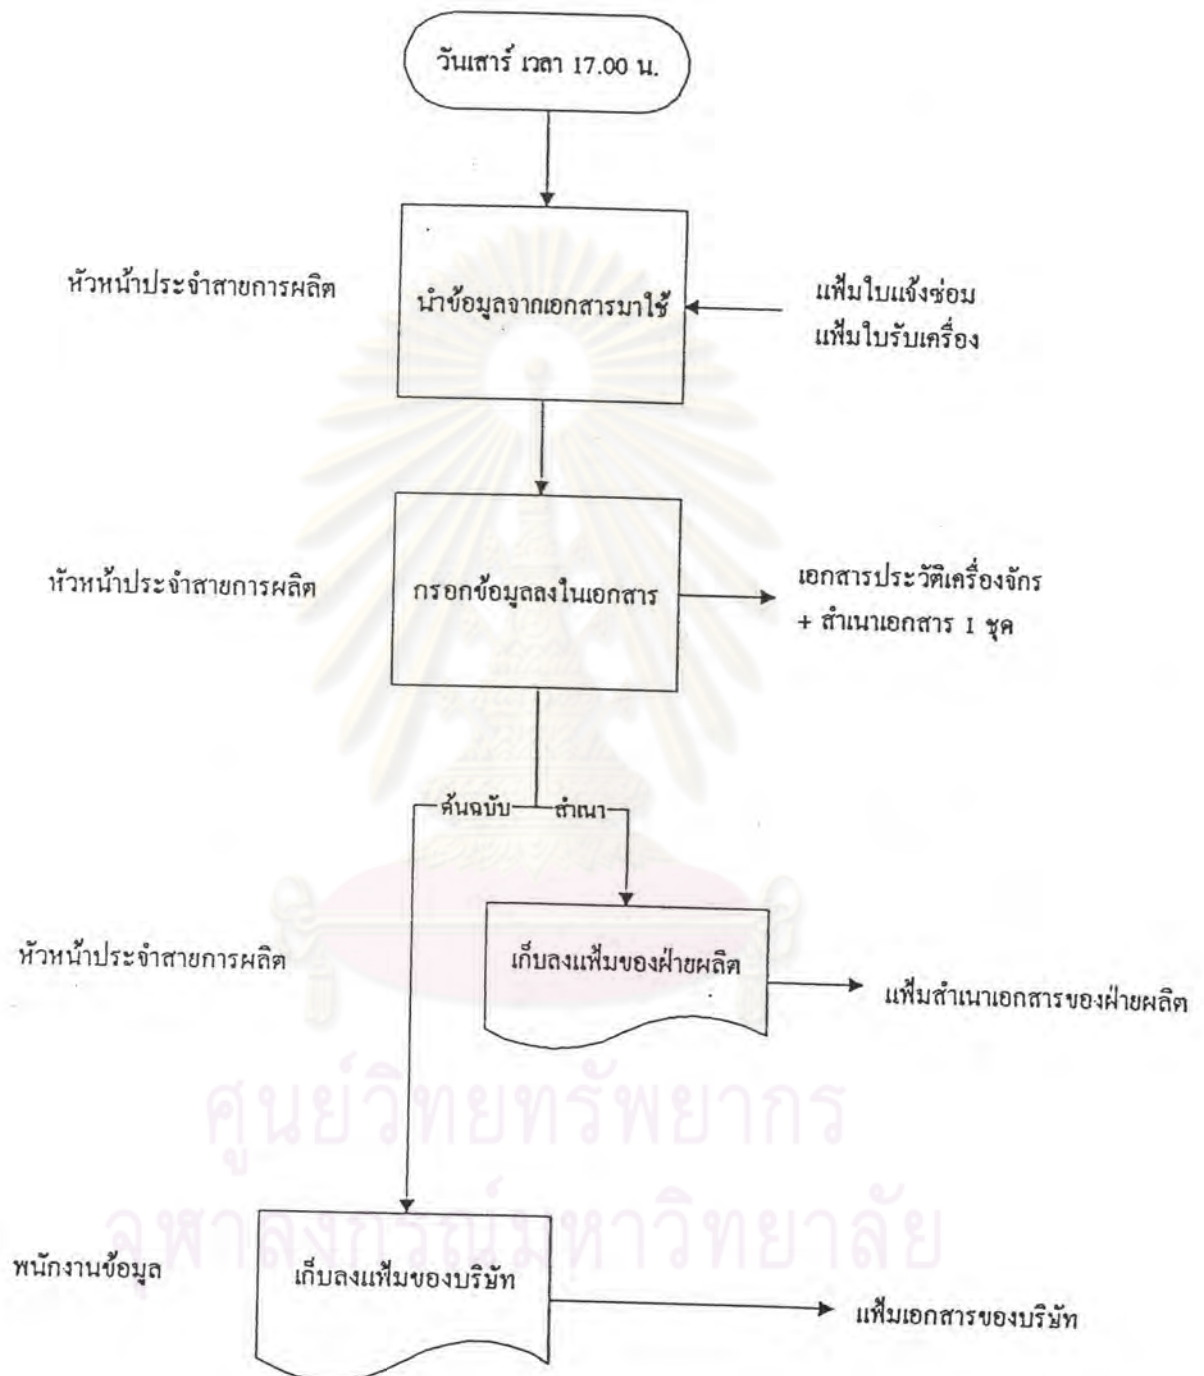 วันเสาร์ เวลา 17.00 น.
หัวหน้าประจำสายการผลิต
นำข้อมูลจากเอกสารมาใช้
แฟ้มใบแจ้งซ่อม
แฟ้มใบรับเครื่อง
หัวหน้าประจำสายการผลิต
กรอกข้อมูลลงในเอกสาร
เอกสารประวัติเครื่องจักร
+ สำเนาเอกสาร 1 ชุด
ต้นฉบับ
สำเนา
หัวหน้าประจำสายการผลิต
เก็บลงแฟ้มของฝ่ายผลิต
แฟ้มสำเนาเอกสารของฝ่ายผลิต
ศูนย์วิทยทรัพยากร
จุฬาลงกรณ์มหาวิทยาลัย
พนักงานข้อมูล
เก็บลงแฟ้มของบริษัท
แฟ้มเอกสารของบริษัท